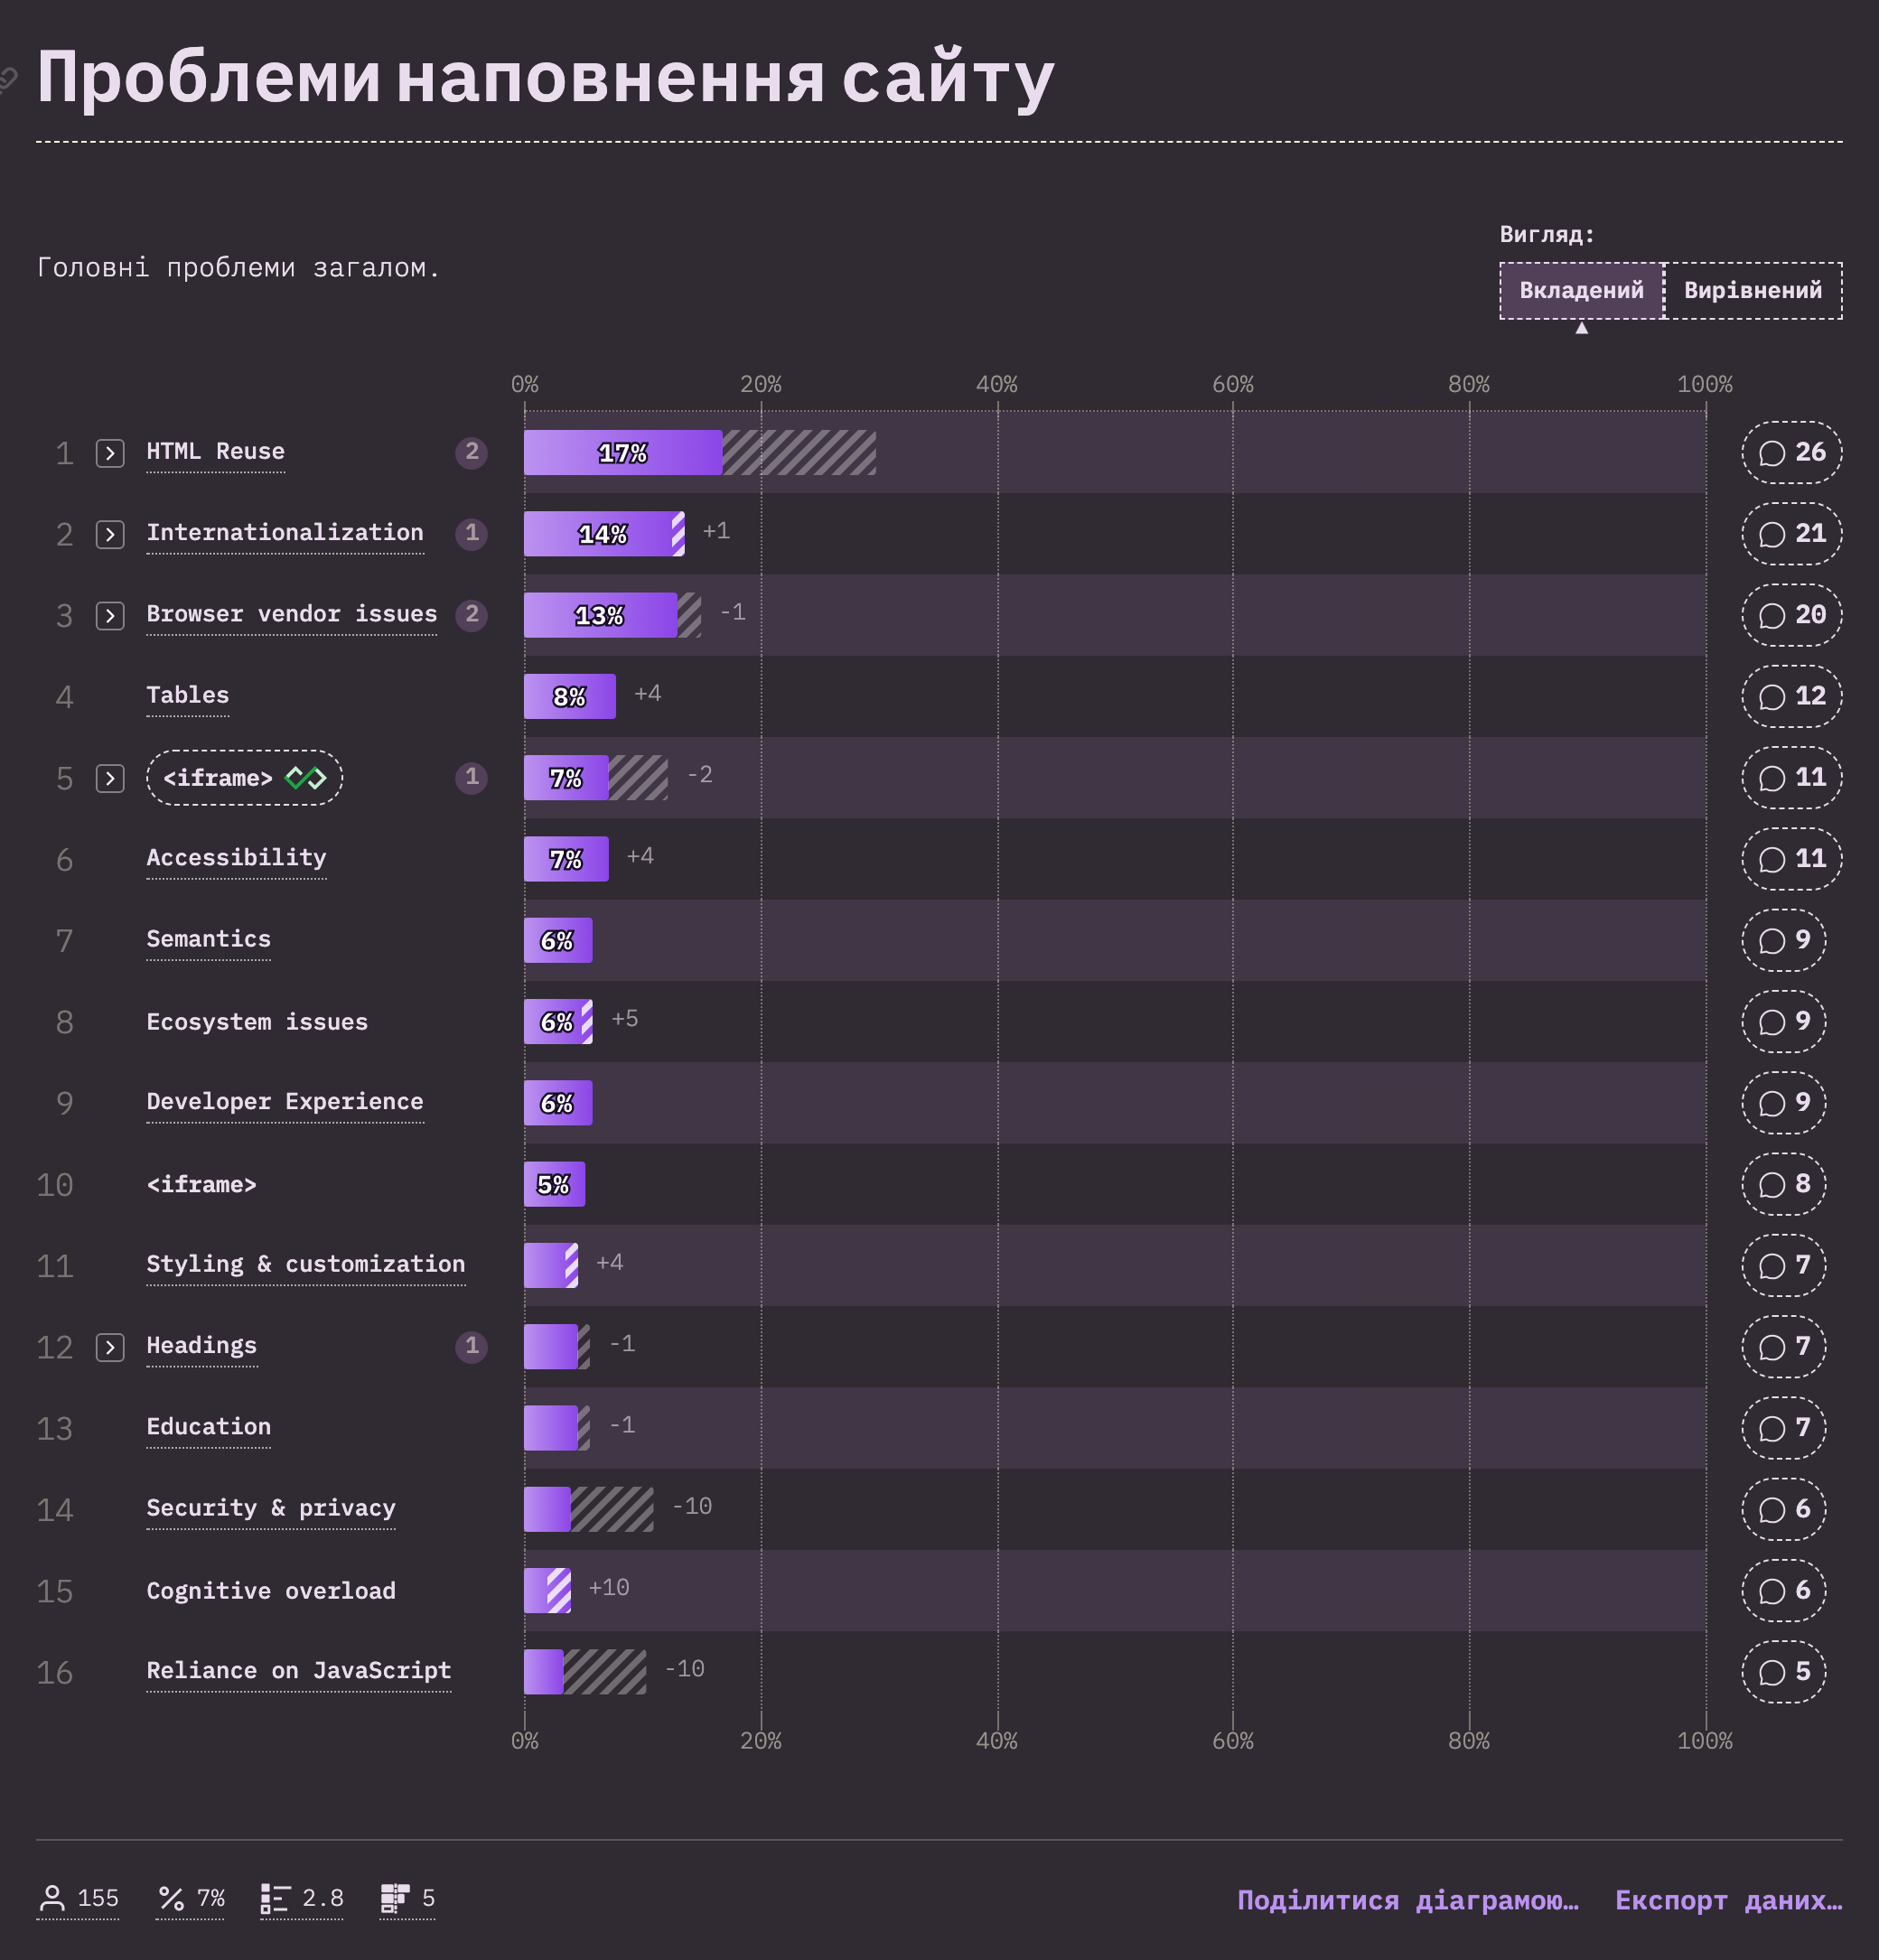 Проблеми наповнення сайту
Головні проблеми загалом.
Вигляд:
Вкладений Вирівнений
0% 20% 40% 60% 80% 100%
1 HTML Reuse 2 17% 26
2 Internationalization 1 14% +1 21
3 Browser vendor issues 2 13% -1 20
4 Tables 8% +4 12
5 <iframe> 1 7% -2 11
6 Accessibility 7% +4 11
7 Semantics 6% 9
8 Ecosystem issues 6% +5 9
9 Developer Experience 6% 9
10 <iframe> 5% 8
11 Styling & customization +4 7
12 Headings 1 -1 7
13 Education -1 7
14 Security & privacy -10 6
15 Cognitive overload +10 6
16 Reliance on JavaScript -10 5
0% 20% 40% 60% 80% 100%
155 7% 2.8 5 Поділитися діаграмою… Експорт даних…